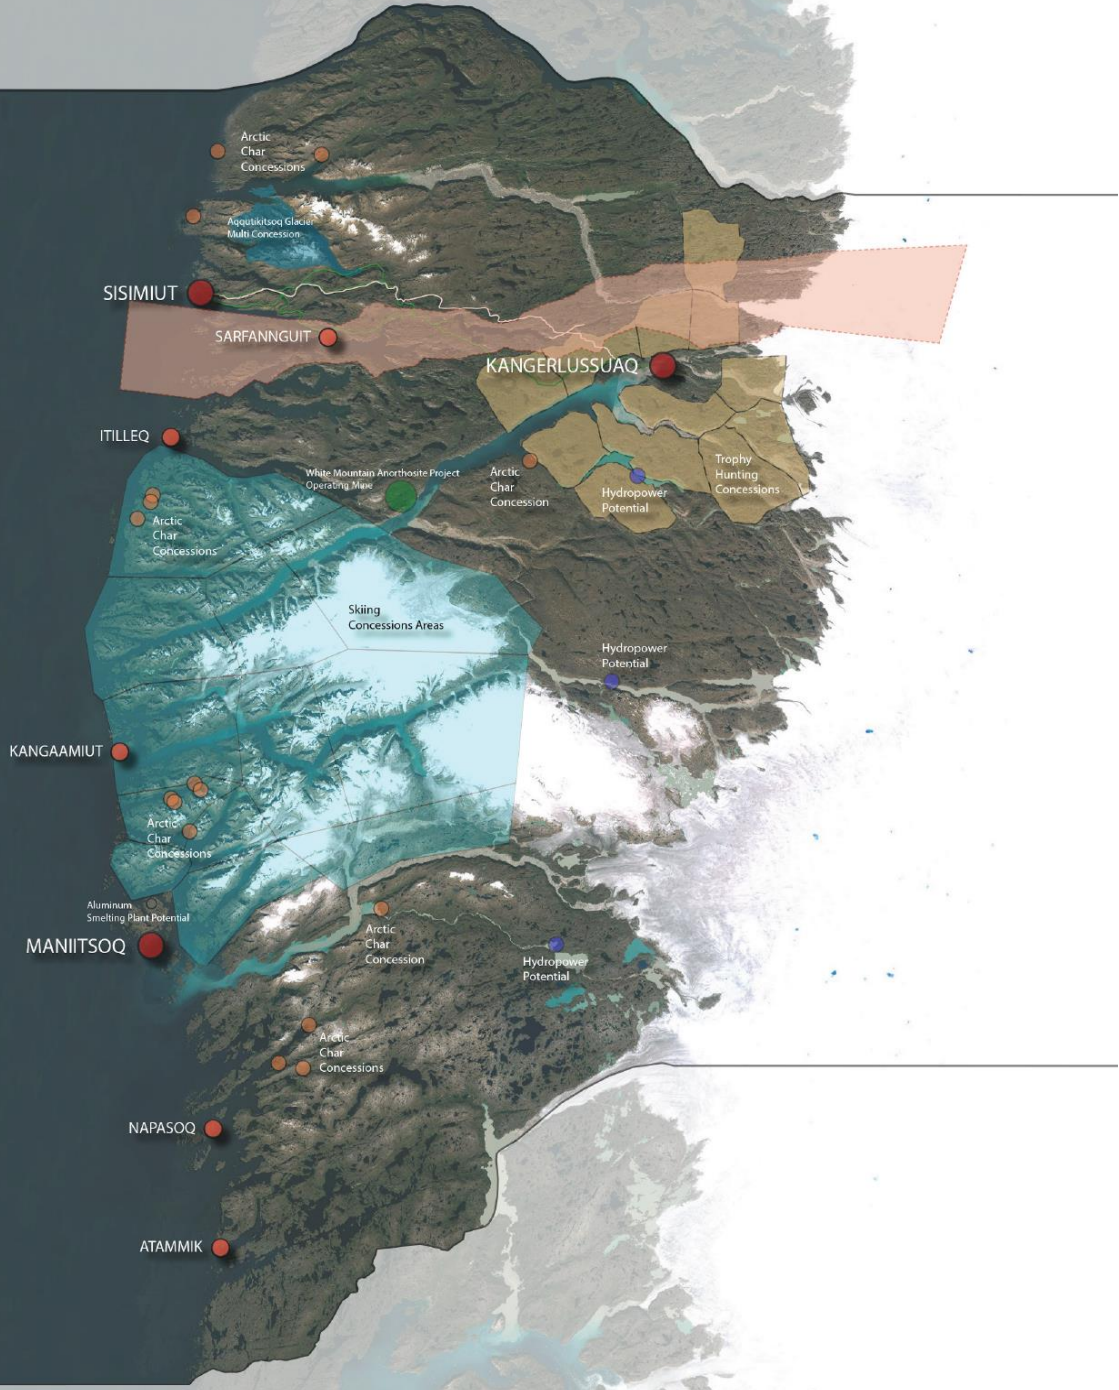 Arctic
Char
Concessions
Aqqutikitsoq Glacier
Multi Concession
SISIMIUT
SARFANNGUIT
KANGERLUSSUAQ
ITILLEQ
White Mountain Anorthosite Project
Operating Mine
Arctic
Char
Concession
Hydropower
Potential
Trophy
Hunting
Concessions
Arctic
Char
Concessions
Skiing
Concessions Areas
Hydropower
Potential
KANGAAMIUT
Arctic
Char
Concessions
Aluminum
Smelting Plant Potential
MANIITSOQ
Arctic
Char
Concession
Hydropower
Potential
Arctic
Char
Concessions
NAPASOQ
ATAMMIK